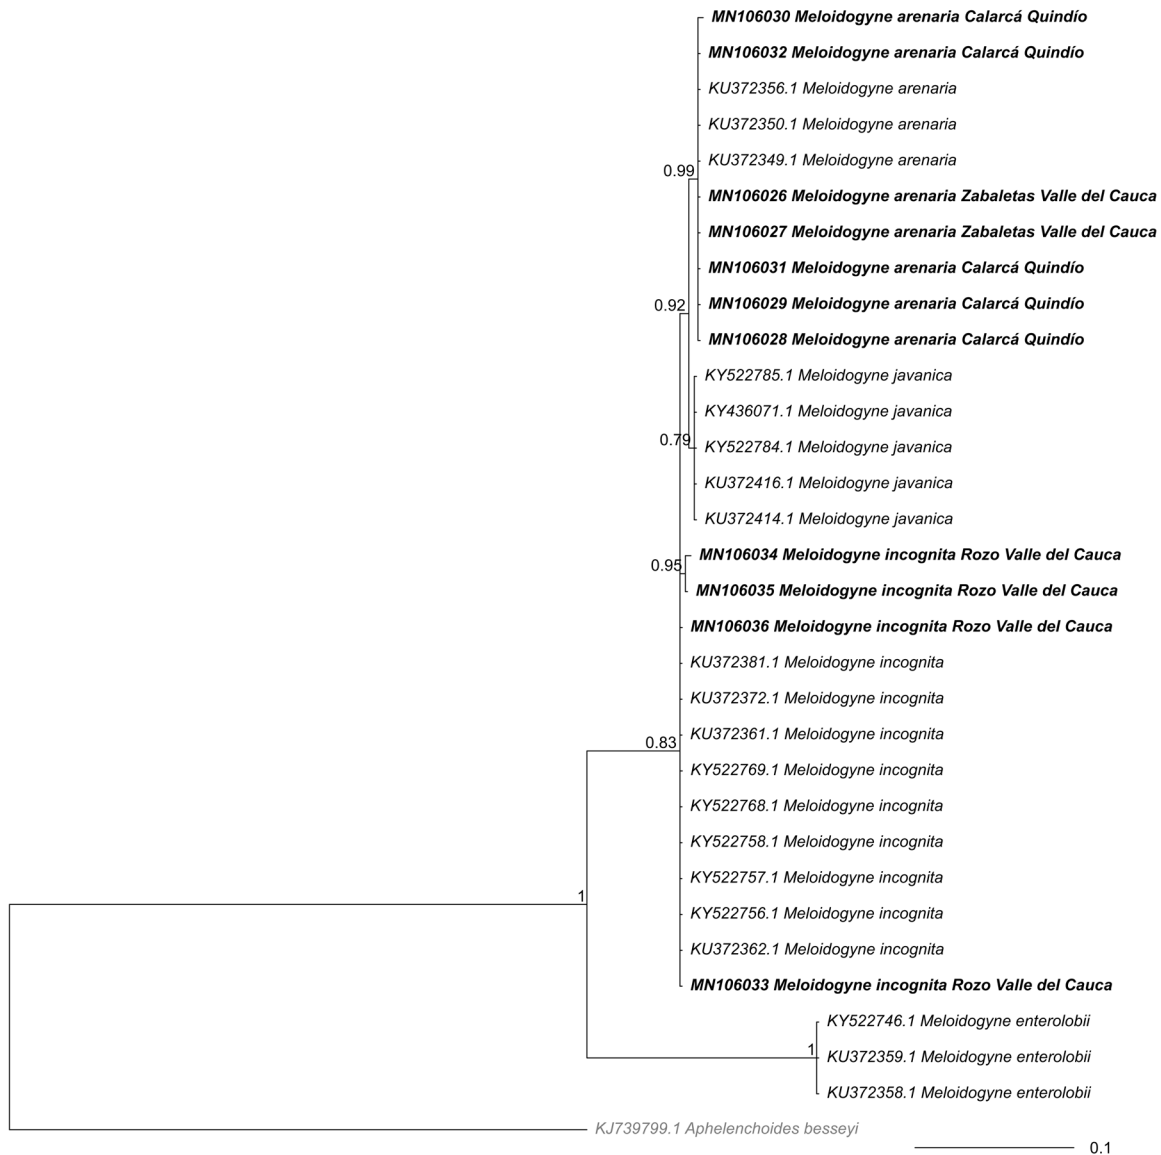 MN106030 Meloidogyne arenaria Calarcá Quindío
MN106032 Meloidogyne arenaria Calarcá Quindío
KU372356.1 Meloidogyne arenaria
KU372350.1 Meloidogyne arenaria
KU372349.1 Meloidogyne arenaria
0.99
MN106026 Meloidogyne arenaria Zabaletas Valle del Cauca
MN106027 Meloidogyne arenaria Zabaletas Valle del Cauca
MN106031 Meloidogyne arenaria Calarcá Quindío
MN106029 Meloidogyne arenaria Calarcá Quindío
0.92
MN106028 Meloidogyne arenaria Calarcá Quindío
KY522785.1 Meloidogyne javanica
KY436071.1 Meloidogyne javanica
0.79
KY522784.1 Meloidogyne javanica
KU372416.1 Meloidogyne javanica
KU372414.1 Meloidogyne javanica
MN106034 Meloidogyne incognita Rozo Valle del Cauca
0.95
MN106035 Meloidogyne incognita Rozo Valle del Cauca
MN106036 Meloidogyne incognita Rozo Valle del Cauca
KU372381.1 Meloidogyne incognita
KU372372.1 Meloidogyne incognita
KU372361.1 Meloidogyne incognita
0.83
KY522769.1 Meloidogyne incognita
KY522768.1 Meloidogyne incognita
KY522758.1 Meloidogyne incognita
KY522757.1 Meloidogyne incognita
1
KY522756.1 Meloidogyne incognita
KU372362.1 Meloidogyne incognita
MN106033 Meloidogyne incognita Rozo Valle del Cauca
KY522746.1 Meloidogyne enterolobii
1
KU372359.1 Meloidogyne enterolobii
KU372358.1 Meloidogyne enterolobii
KJ739799.1 Aphelenchoides besseyi
0.1